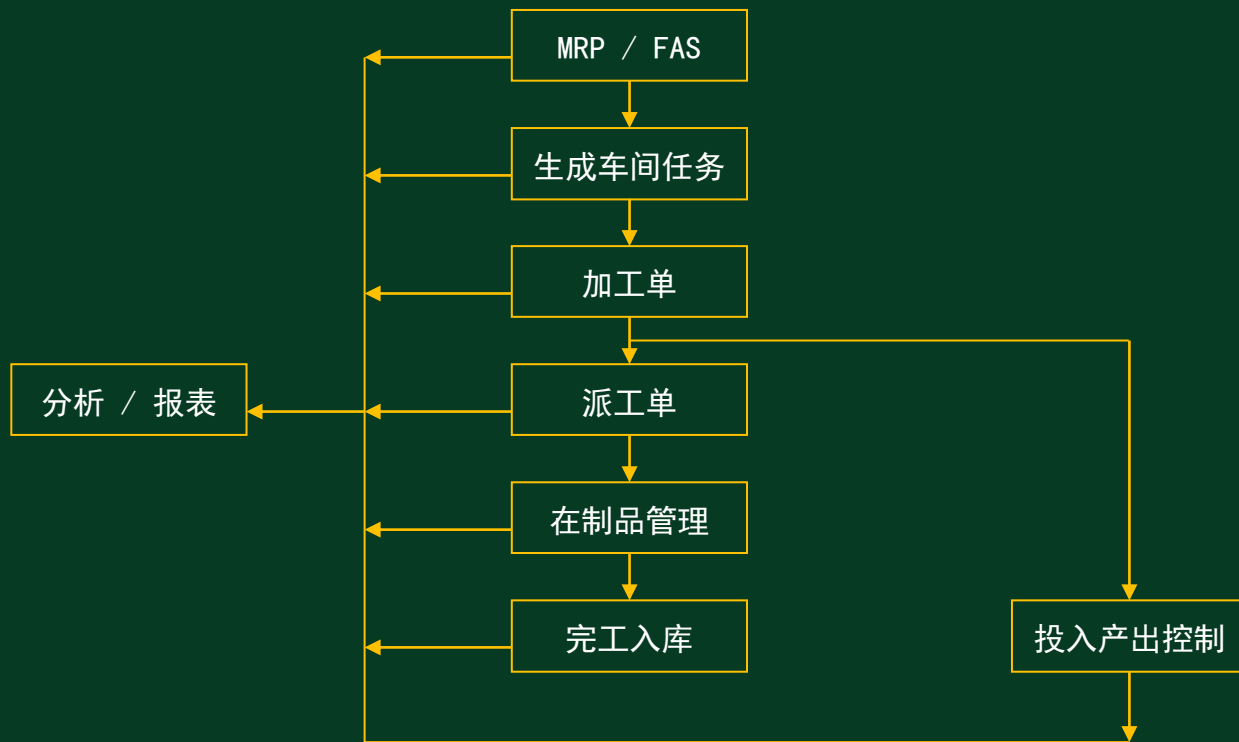 MRP / FAS
生成车间任务
加工单
分析 / 报表
派工单
在制品管理
完工入库
投入产出控制